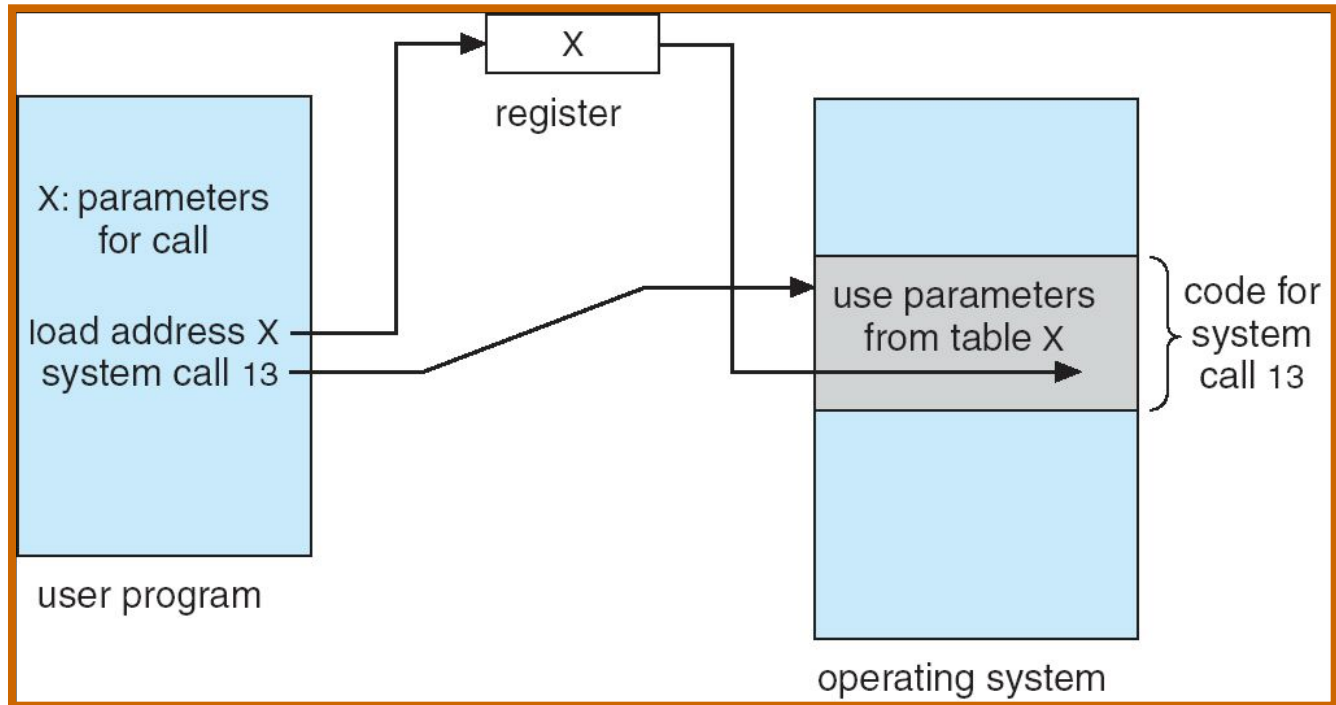 X
register
X: parameters
for call
load address X
system call 13
user program
use parameters
from table X
code for
system
call 13
operating system